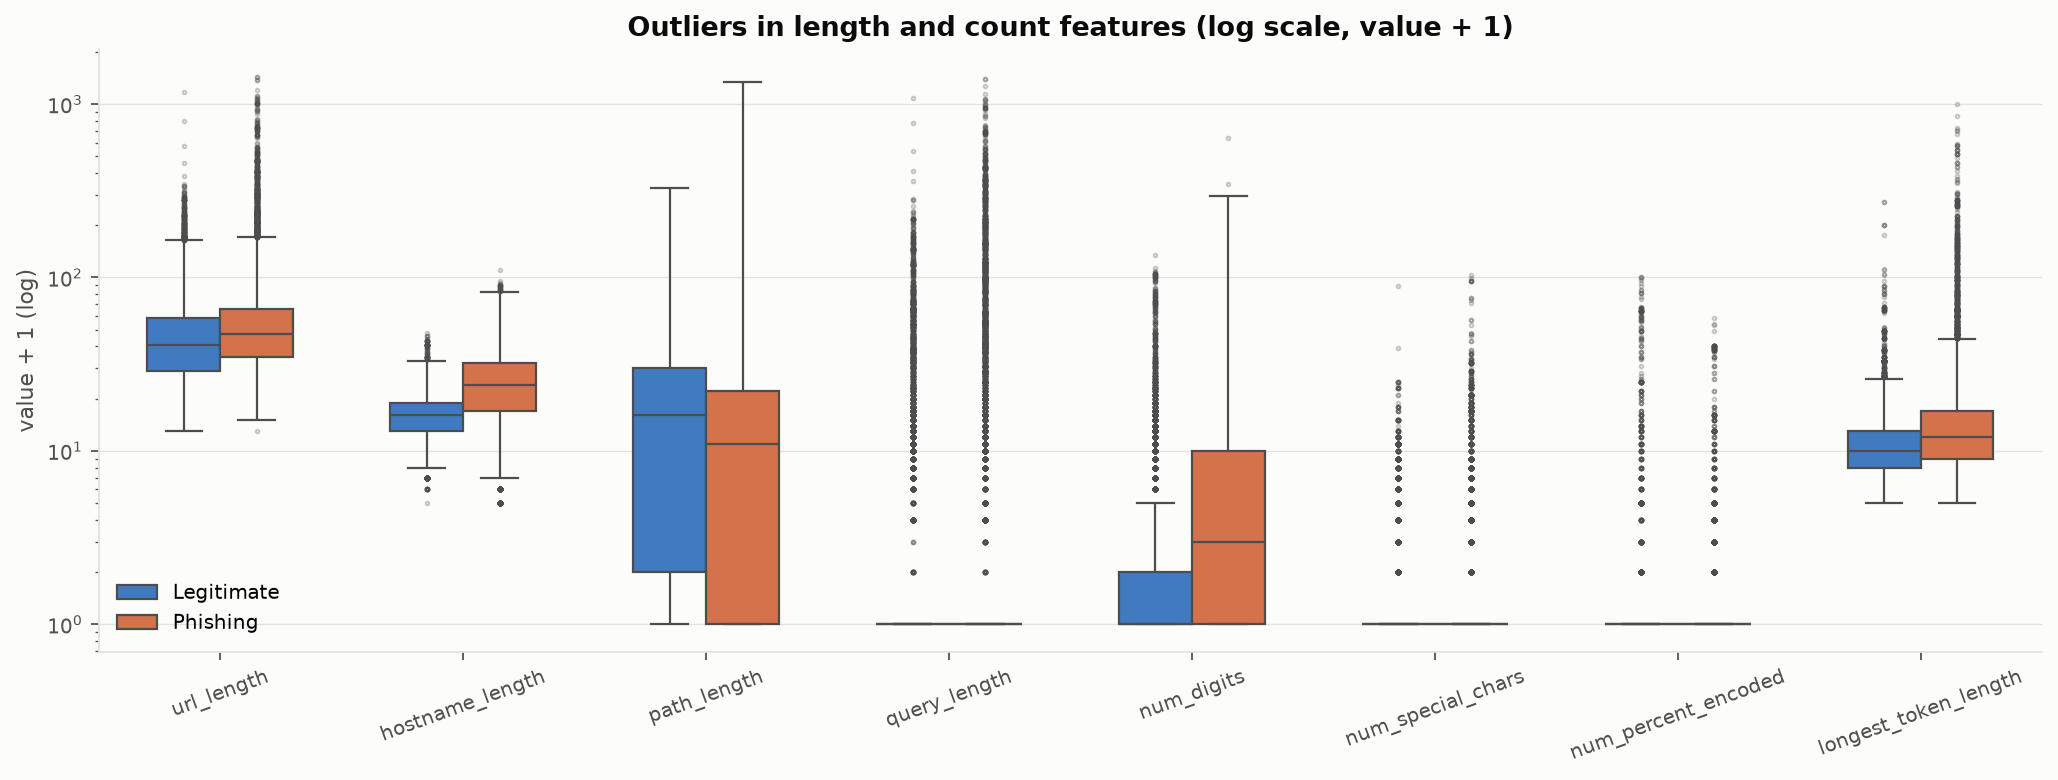 Outliers in length and count features (log scale, value + 1)
value + 1 (log)
10³
10²
10¹
10⁰
Legitimate
Phishing
url_length
hostname_length
path_length
query_length
num_digits
num_special_chars
num_percent_encoded
longest_token_length